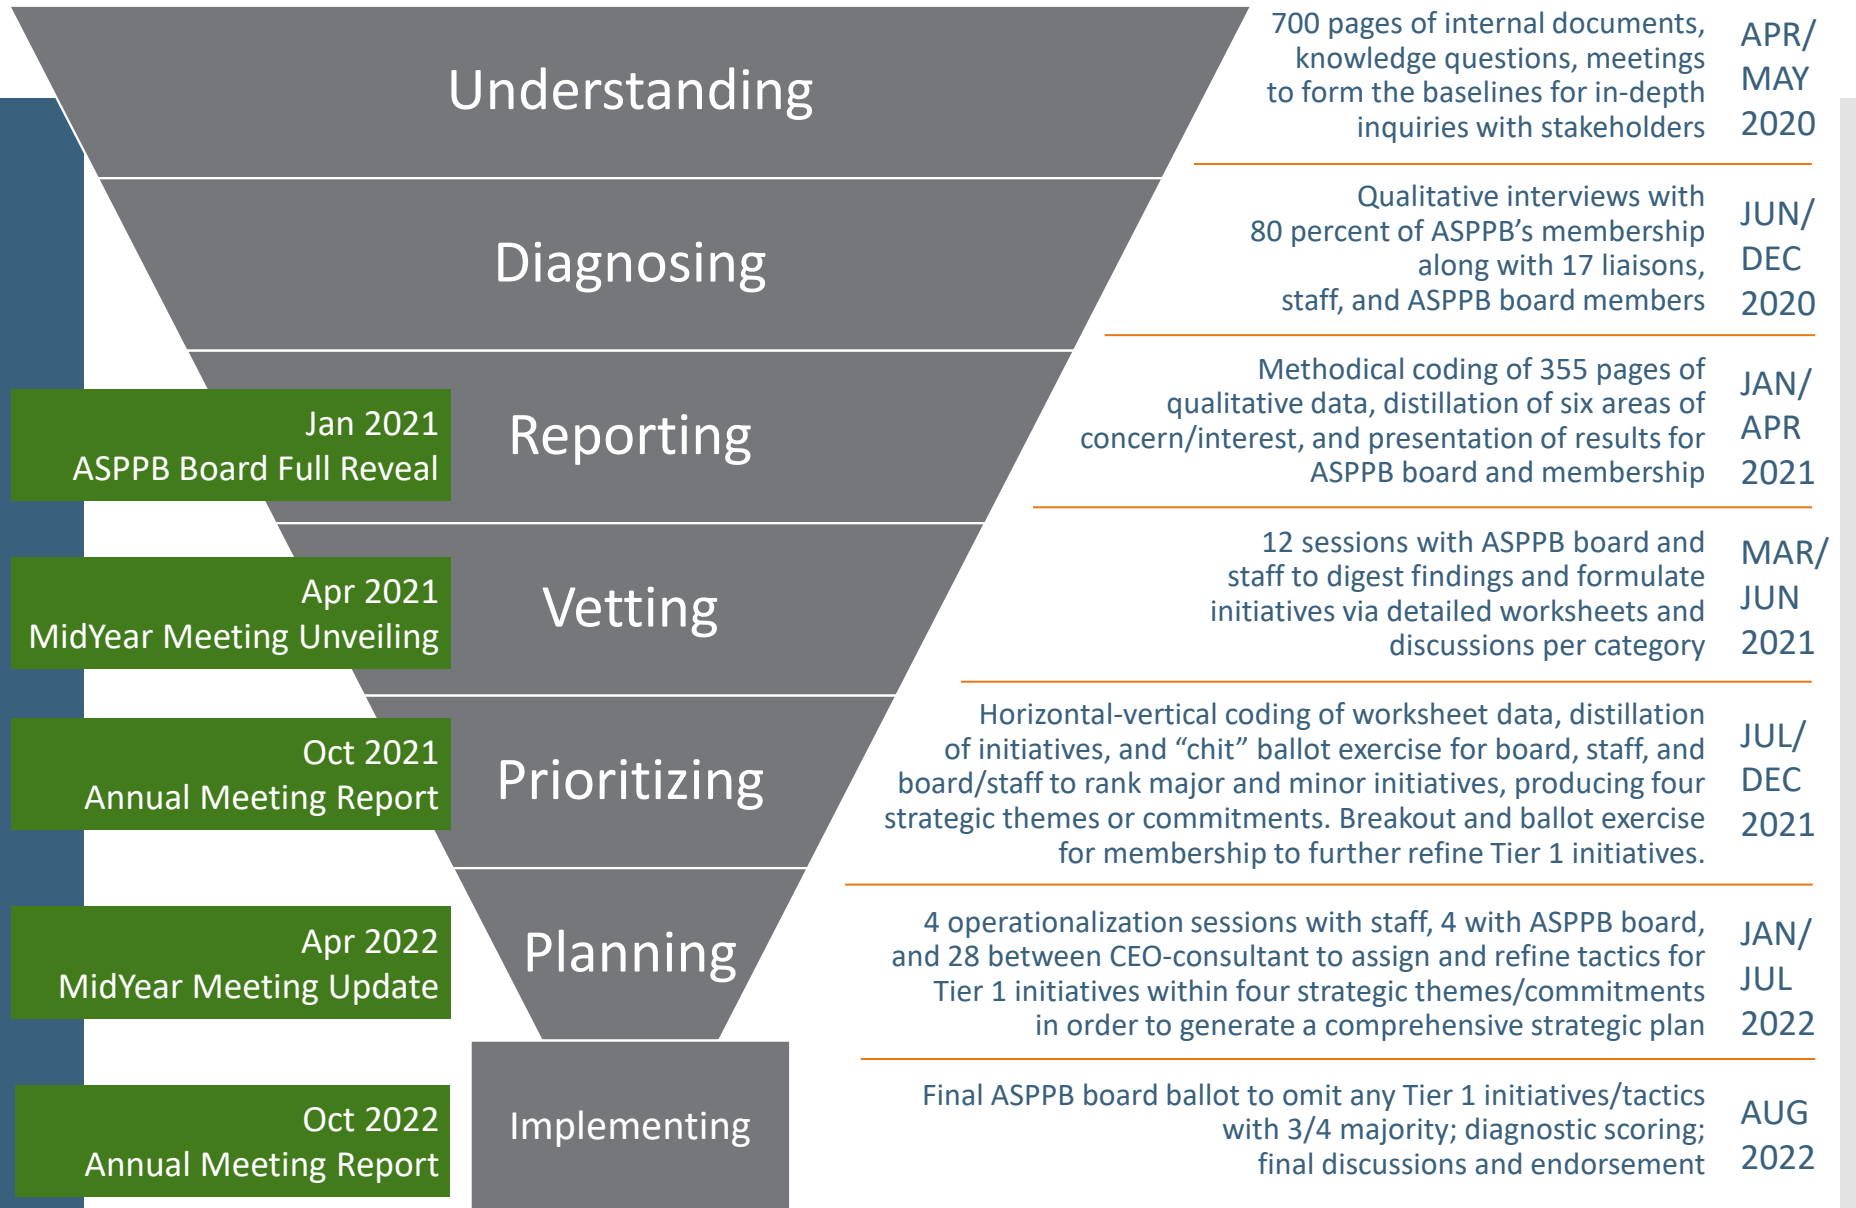 Understanding
700 pages of internal documents,
knowledge questions, meetings
to form the baselines for in-depth
inquiries with stakeholders
APR/
MAY
2020
Diagnosing
Qualitative interviews with
80 percent of ASPPB’s membership
along with 17 liaisons,
staff, and ASPPB board members
JUN/
DEC
2020
Jan 2021
ASPPB Board Full Reveal
Reporting
Methodical coding of 355 pages of
qualitative data, distillation of six areas of
concern/interest, and presentation of results for
ASPPB board and membership
JAN/
APR
2021
Apr 2021
MidYear Meeting Unveiling
Vetting
12 sessions with ASPPB board and
staff to digest findings and formulate
initiatives via detailed worksheets and
discussions per category
MAR/
JUN
2021
Oct 2021
Annual Meeting Report
Prioritizing
Horizontal-vertical coding of worksheet data, distillation
of initiatives, and “chit” ballot exercise for board, staff, and
board/staff to rank major and minor initiatives, producing four
strategic themes or commitments. Breakout and ballot exercise
for membership to further refine Tier 1 initiatives.
JUL/
DEC
2021
Apr 2022
MidYear Meeting Update
Planning
4 operationalization sessions with staff, 4 with ASPPB board,
and 28 between CEO-consultant to assign and refine tactics for
Tier 1 initiatives within four strategic themes/commitments
in order to generate a comprehensive strategic plan
JAN/
JUL
2022
Oct 2022
Annual Meeting Report
Implementing
Final ASPPB board ballot to omit any Tier 1 initiatives/tactics
with 3/4 majority; diagnostic scoring;
final discussions and endorsement
AUG
2022